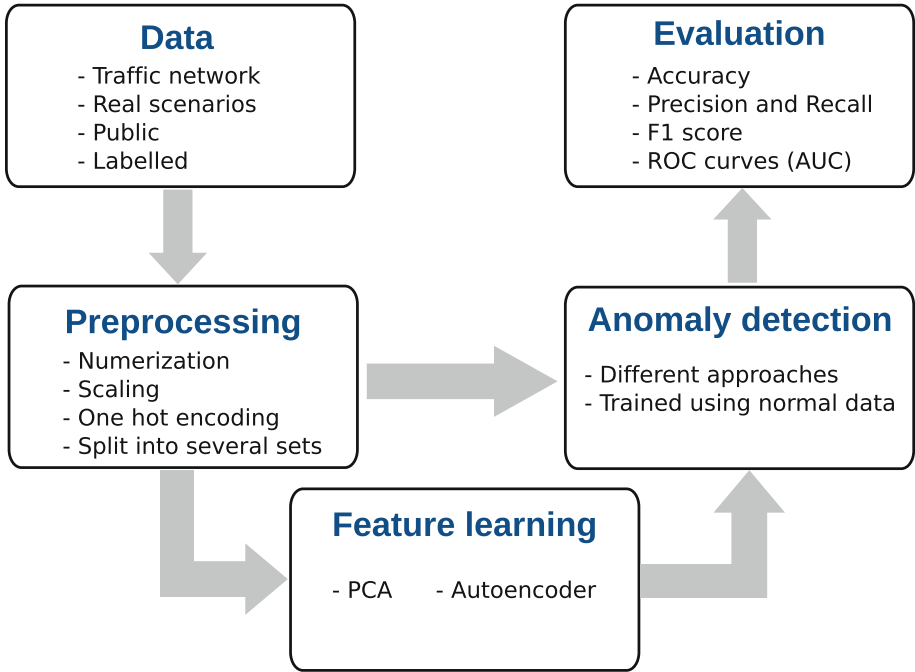 Data
- Traffic network
- Real scenarios
- Public
- Labelled
Evaluation
- Accuracy
- Precision and Recall
- F1 score
- ROC curves (AUC)
Preprocessing
- Numerization
- Scaling
- One hot encoding
- Split into several sets
Anomaly detection
- Different approaches
- Trained using normal data
Feature learning
- PCA - Autoencoder